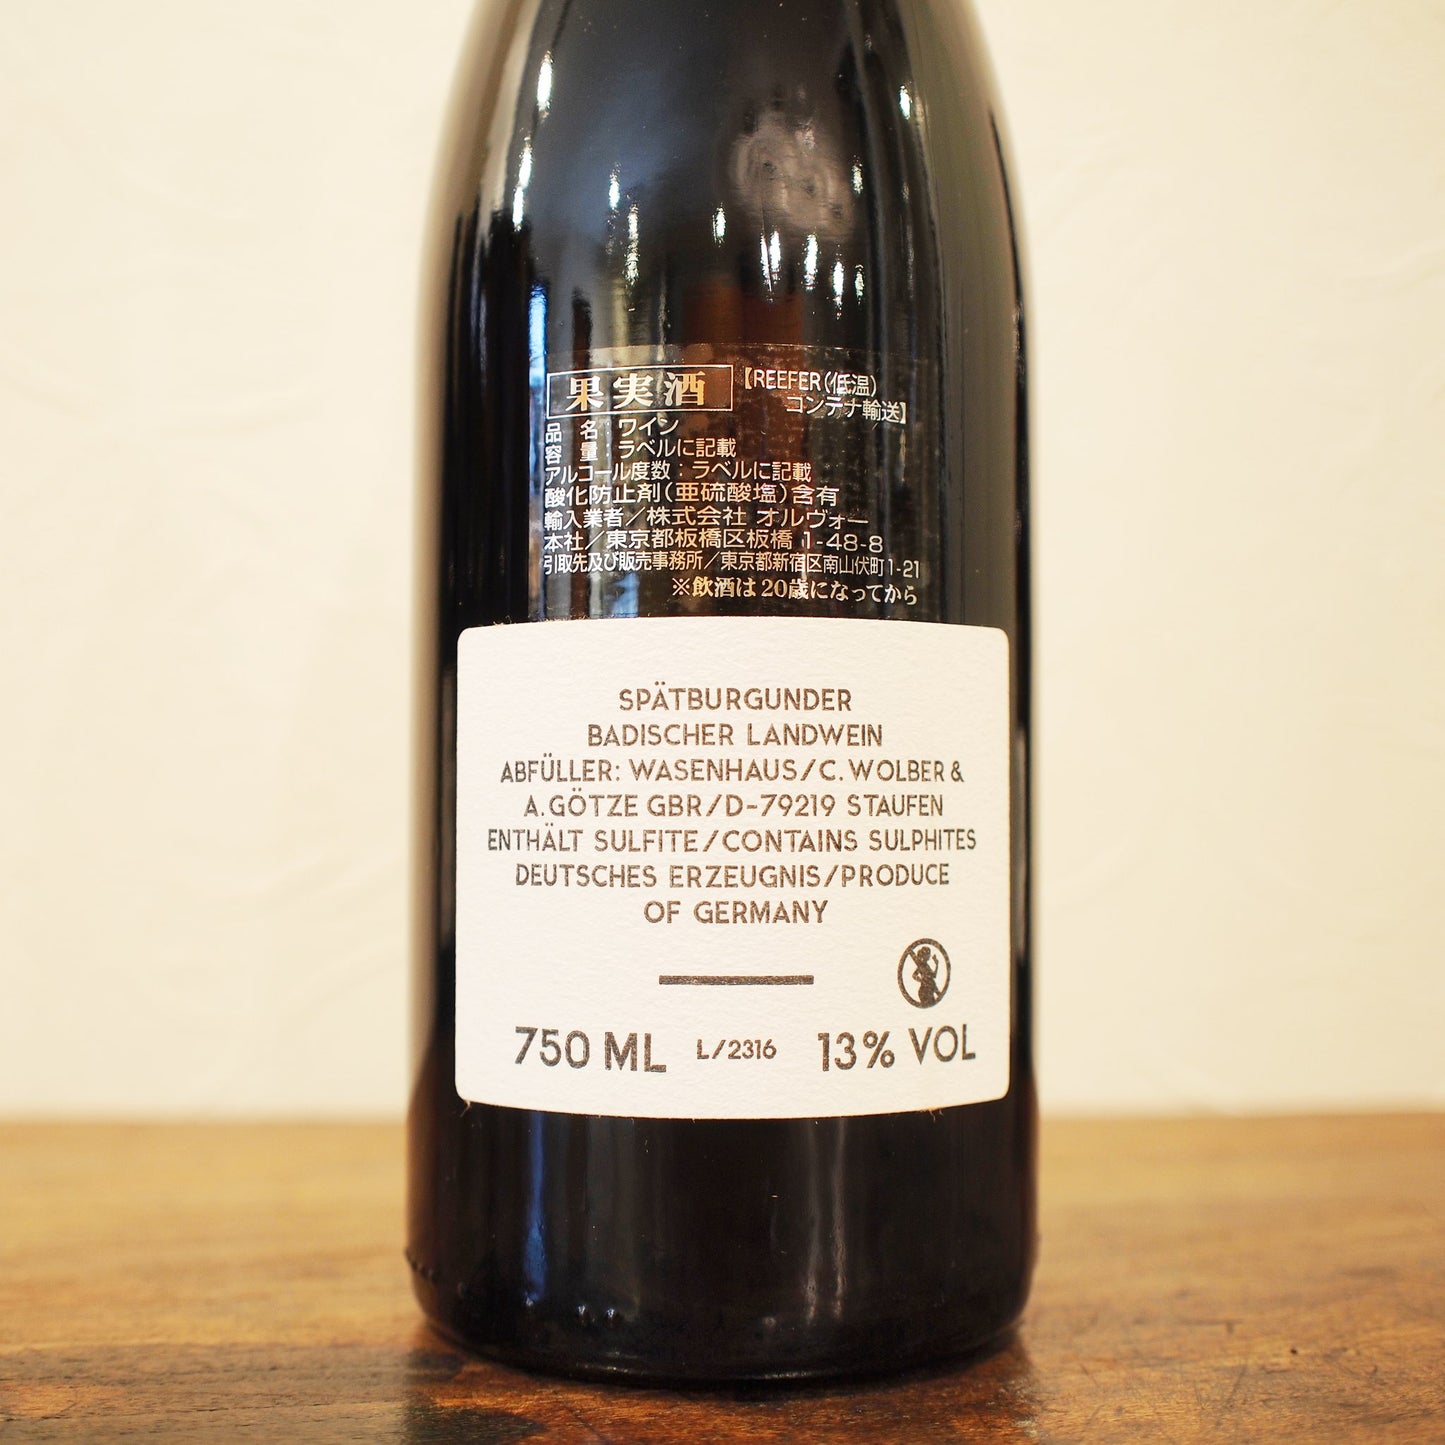 果実酒 【REEFER(低温)
コンテナ輸送】
品 名:ワイン
容 量:ラベルに記載
アルコール度数:ラベルに記載
酸化防止剤(亜硫酸塩)含有
輸入業者/株式会社 オルヴォー
本社/東京都板橋区板橋 1-48-8
引取先及び販売事務所/東京都新宿区南山伏町1-21
※飲酒は20歳になってから
SPÄTBURGUNDER
BADISCHER LANDWEIN
ABFÜLLER: WASENHAUS/C. WOLBER &
A. GÖTZE GBR/D-79219 STAUFEN
ENTHÄLT SULFITE/CONTAINS SULPHITES
DEUTSCHES ERZEUGNIS/PRODUCE
OF GERMANY
750 ML L/2316 13% VOL